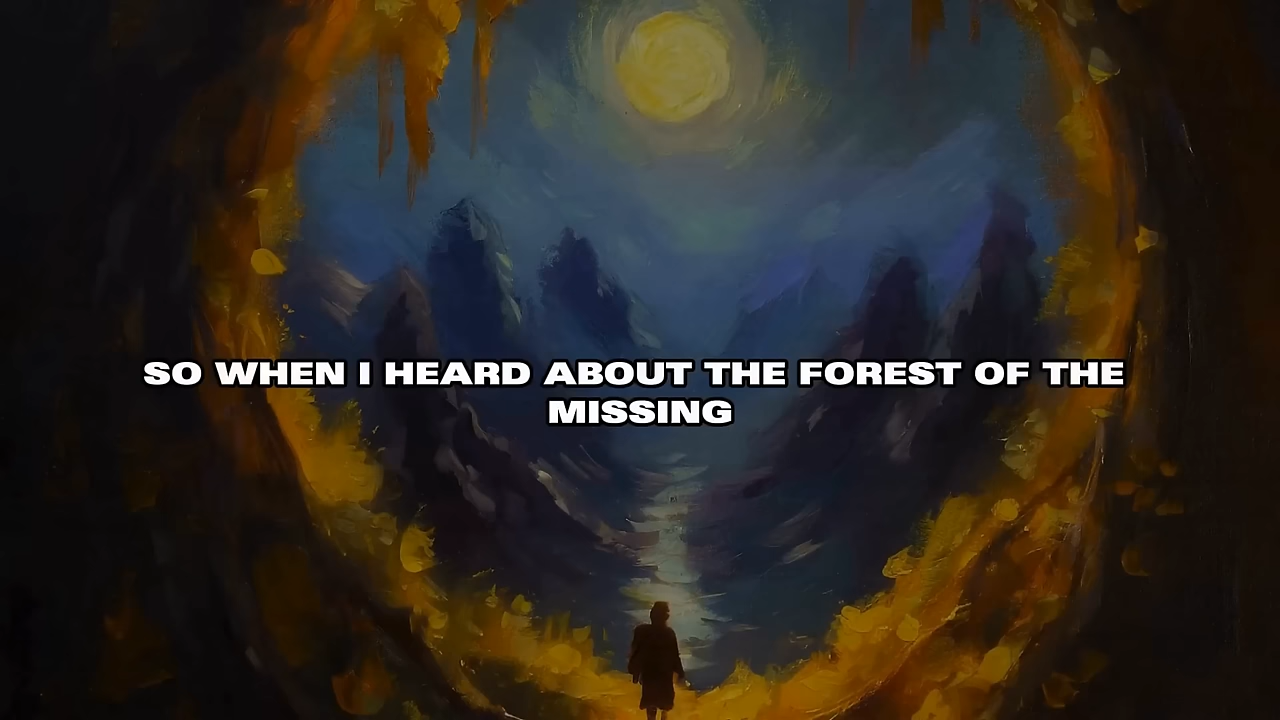 SO WHEN I HEARD ABOUT THE FOREST OF THE
MISSING